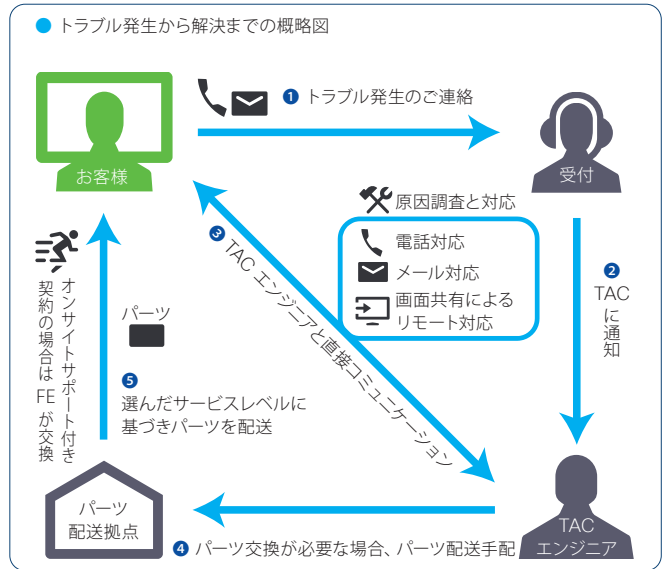 トラブル発生から解決までの概略図
❶ トラブル発生のご連絡
お客様
受付
原因調査と対応
電話対応
メール対応
画面共有による
リモート対応
❷
TAC
に通知
❸ TAC エンジニアと直接コミュニケーション
オンサイトサポート付き
契約の場合は FE が交換
パーツ
❺
選んだサービスレベルに
基づきパーツを配送
パーツ
配送拠点
❹ パーツ交換が必要な場合、パーツ配送手配
TAC
エンジニア